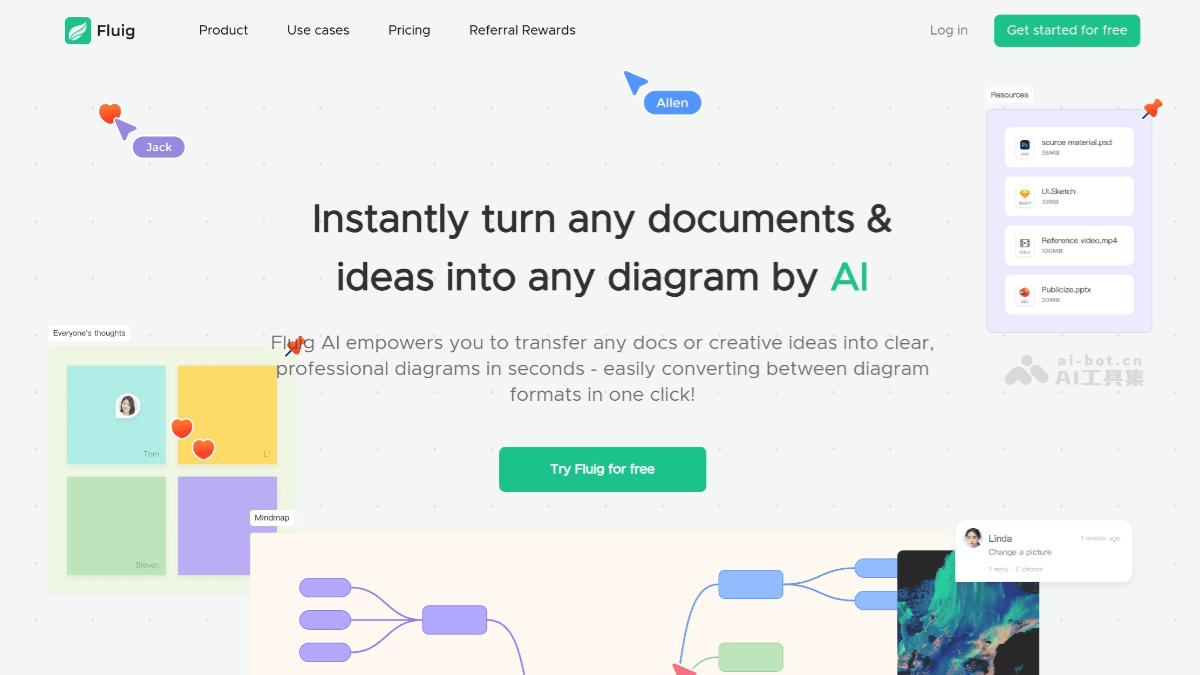 Fluig
Product
Use cases
Pricing
Referral Rewards
Log in
Get started for free
Allen
Jack
Resources
source material.psd
36MB
UI.Sketch
10MB
Reference video.mp4
100MB
Publicize.pptx
20MB
Instantly turn any documents &
ideas into any diagram by AI
Fluig AI empowers you to transfer any docs or creative ideas into clear,
professional diagrams in seconds - easily converting between diagram
formats in one click!
Try Fluig for free
ai-bot.cn
AI工具集
Everyone's thoughts
Tom
Steven
Mindmap
Linda
1 minute ago
Change a picture
1 reply · 0 photos